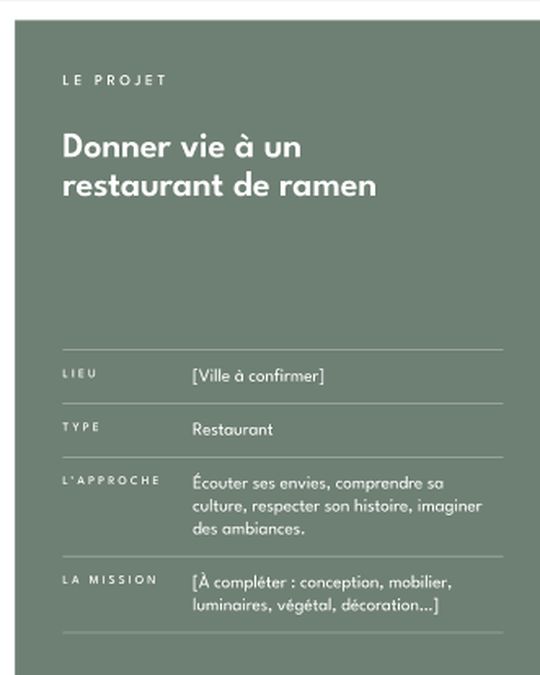 LE PROJET
Donner vie à un
restaurant de ramen
LIEU
[Ville à confirmer]
TYPE
Restaurant
L'APPROCHE
Écouter ses envies, comprendre sa
culture, respecter son histoire, imaginer
des ambiances.
LA MISSION
[À compléter : conception, mobilier,
luminaires, végétal, décoration...]